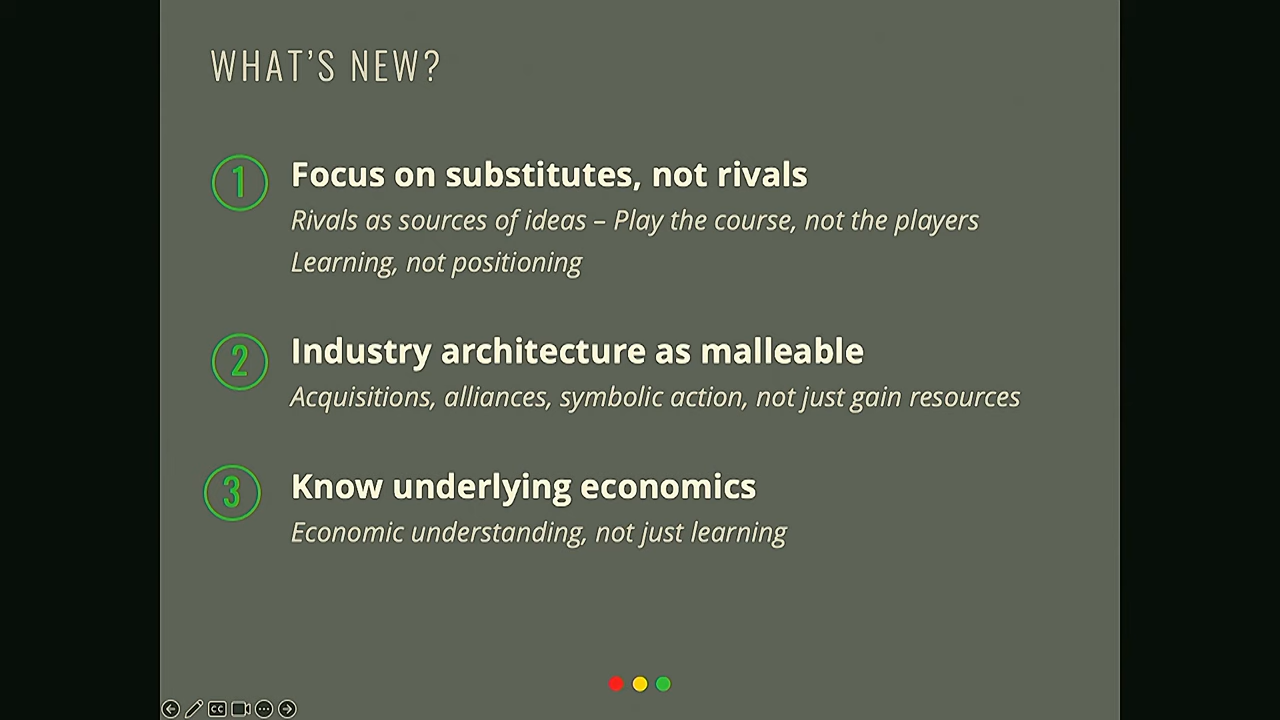 WHAT'S NEW?
1 Focus on substitutes, not rivals
Rivals as sources of ideas – Play the course, not the players
Learning, not positioning
2 Industry architecture as malleable
Acquisitions, alliances, symbolic action, not just gain resources
3 Know underlying economics
Economic understanding, not just learning
CC